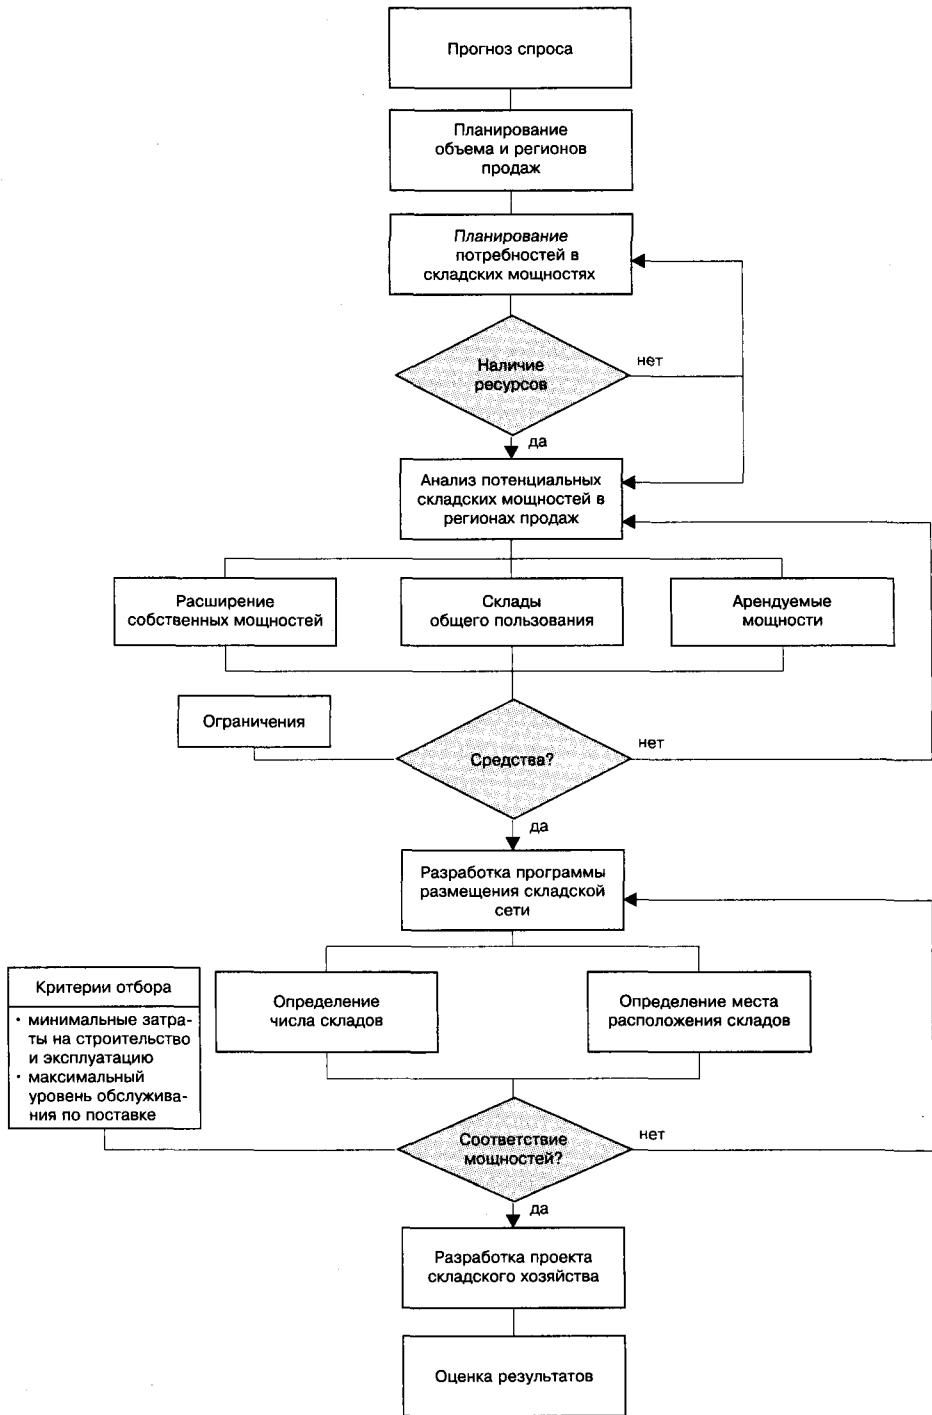 Прогноз спроса
Планирование
объема и регионов
продаж
Планирование
потребностей в
складских мощностях
Наличие
ресурсов
нет
да
Анализ потенциальных
складских мощностей в
регионах продаж
Расширение
собственных мощностей
Склады
общего пользования
Арендуемые
мощности
Ограничения
Средства?
нет
да
Разработка программы
размещения складской
сети
Критерии отбора
• минимальные затра-
ты на строительство
и эксплуатацию
• максимальный
уровень обслужива-
ния по поставке
Определение
числа складов
Определение места
расположения складов
Соответствие
мощностей?
нет
да
Разработка проекта
складского хозяйства
Оценка результатов